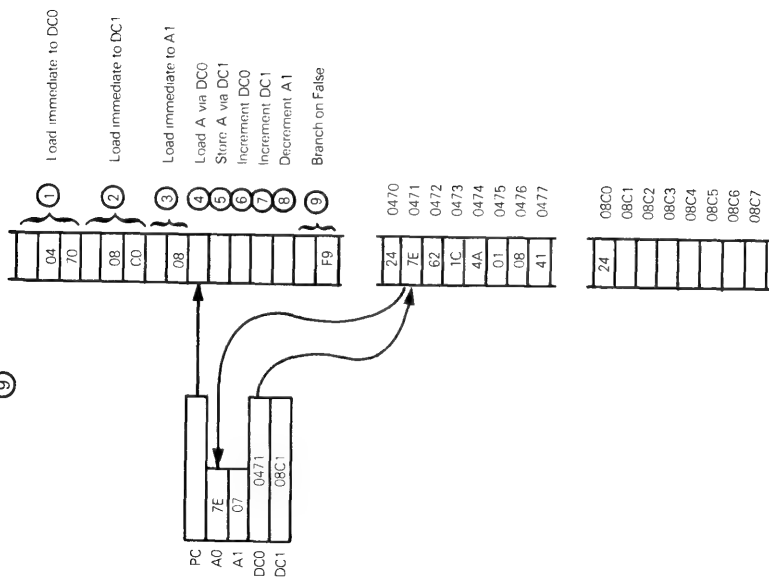 9
04
70
1 Load immediate to DC0
08
C0
2 Load immediate to DC1
08
3 Load immediate to A1
4 Load A via DC0
5 Store A via DC1
6 Increment DC0
7 Increment DC1
8 Decrement A1
F9
9 Branch on False
PC
A0 7E
A1 07
DC0 0471
DC1 08C1
24 0470
7E 0471
62 0472
1C 0473
4A 0474
01 0475
08 0476
41 0477
24 08C0
08C1
08C2
08C3
08C4
08C5
08C6
08C7